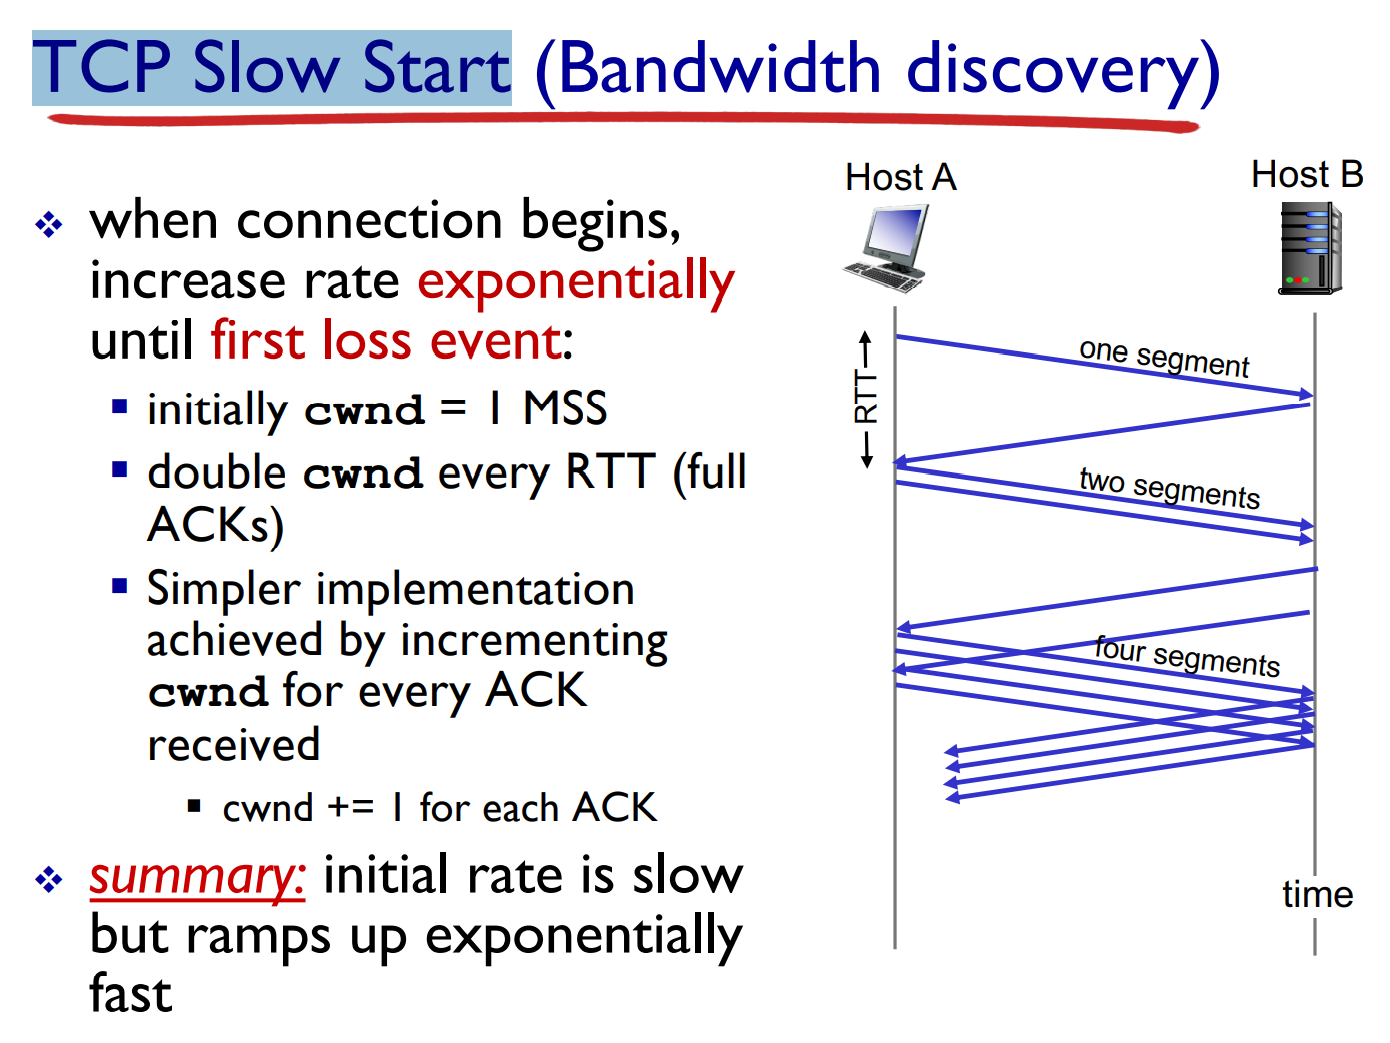 TCP Slow Start (Bandwidth discovery)
when connection begins,
increase rate exponentially
until first loss event:
initially cwnd = 1 MSS
double cwnd every RTT (full
ACKs)
Simpler implementation
achieved by incrementing
cwnd for every ACK
received
cwnd += 1 for each ACK
summary: initial rate is slow
but ramps up exponentially
fast
Host A
Host B
RTT
one segment
two segments
four segments
time